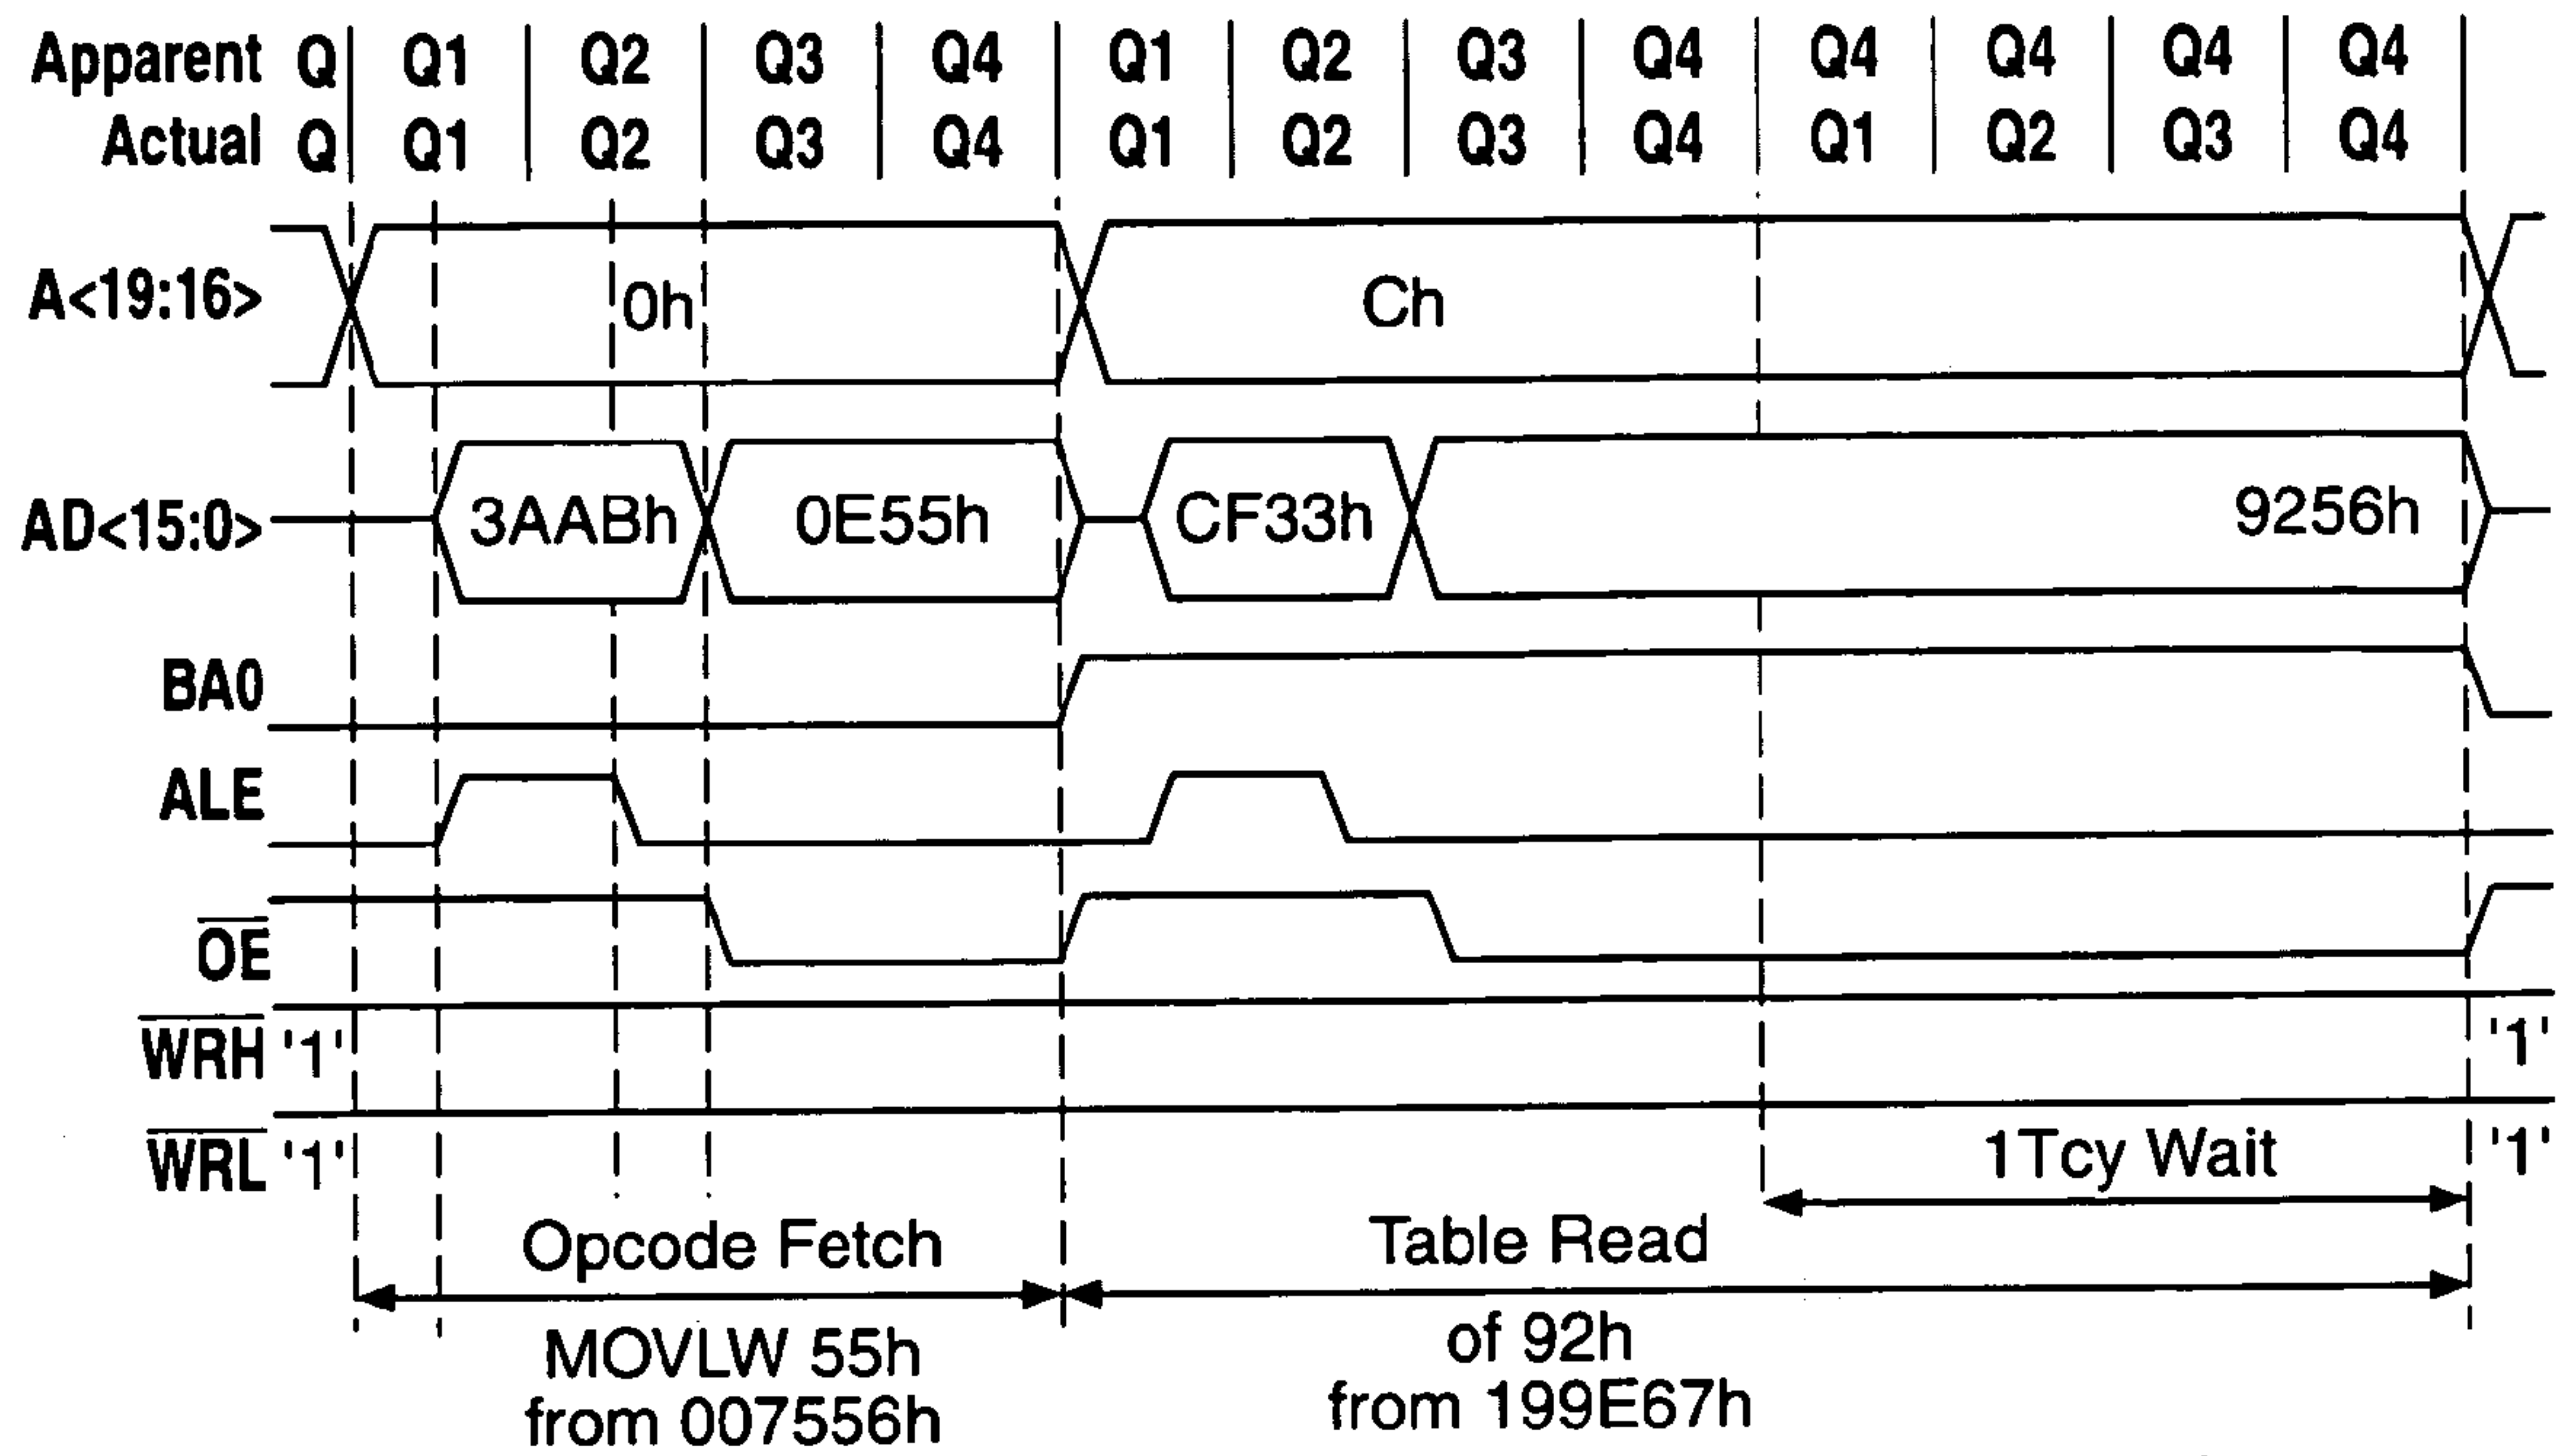 Apparent Q Q1 Q2 Q3 Q4 Q1 Q2 Q3 Q4 Q4 Q4 Q4 Q4
Actual Q Q1 Q2 Q3 Q4 Q1 Q2 Q3 Q4 Q1 Q2 Q3 Q4
A<19:16> 0h Ch
AD<15:0> 3AABh 0E55h CF33h 9256h
BA0
ALE
OE
WRH '1' '1'
WRL '1' '1'
1Tcy Wait
Opcode Fetch Table Read
MOVLW 55h of 92h
from 007556h from 199E67h